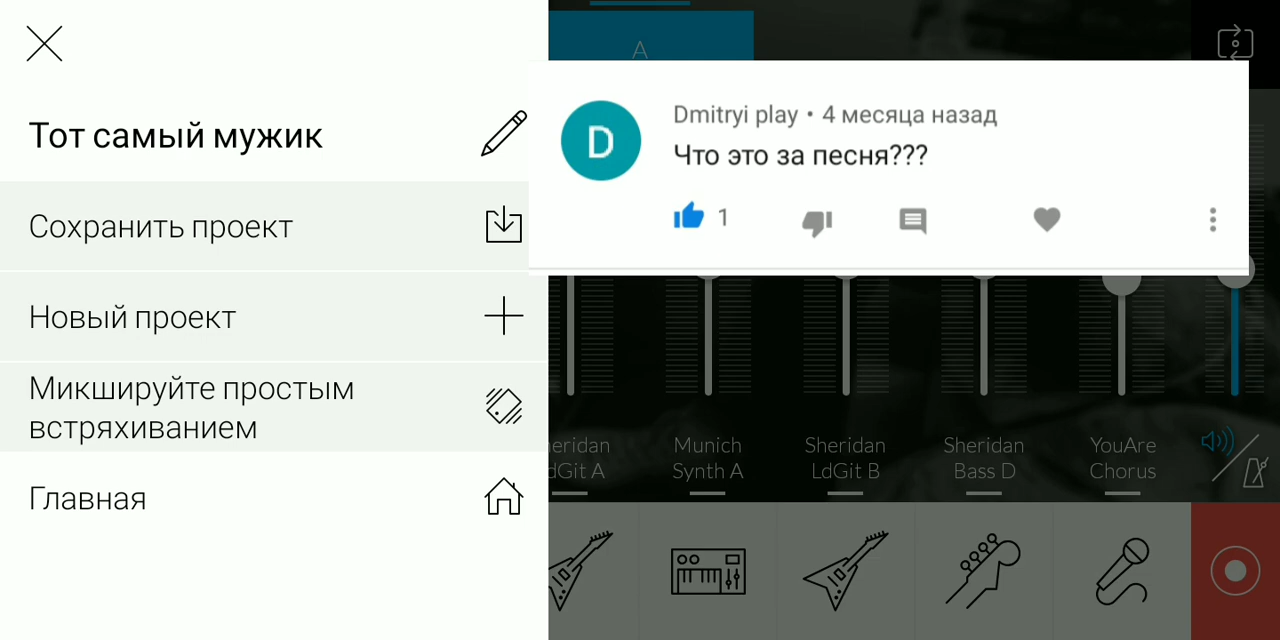 Тот самый мужик
Сохранить проект
Новый проект
Микшируйте простым
встряхиванием
Главная
A
D
Dmitryi play • 4 месяца назад
Что это за песня???
1
eridan
dGit A
Munich
Synth A
Sheridan
LdGit B
Sheridan
Bass D
YouAre
Chorus